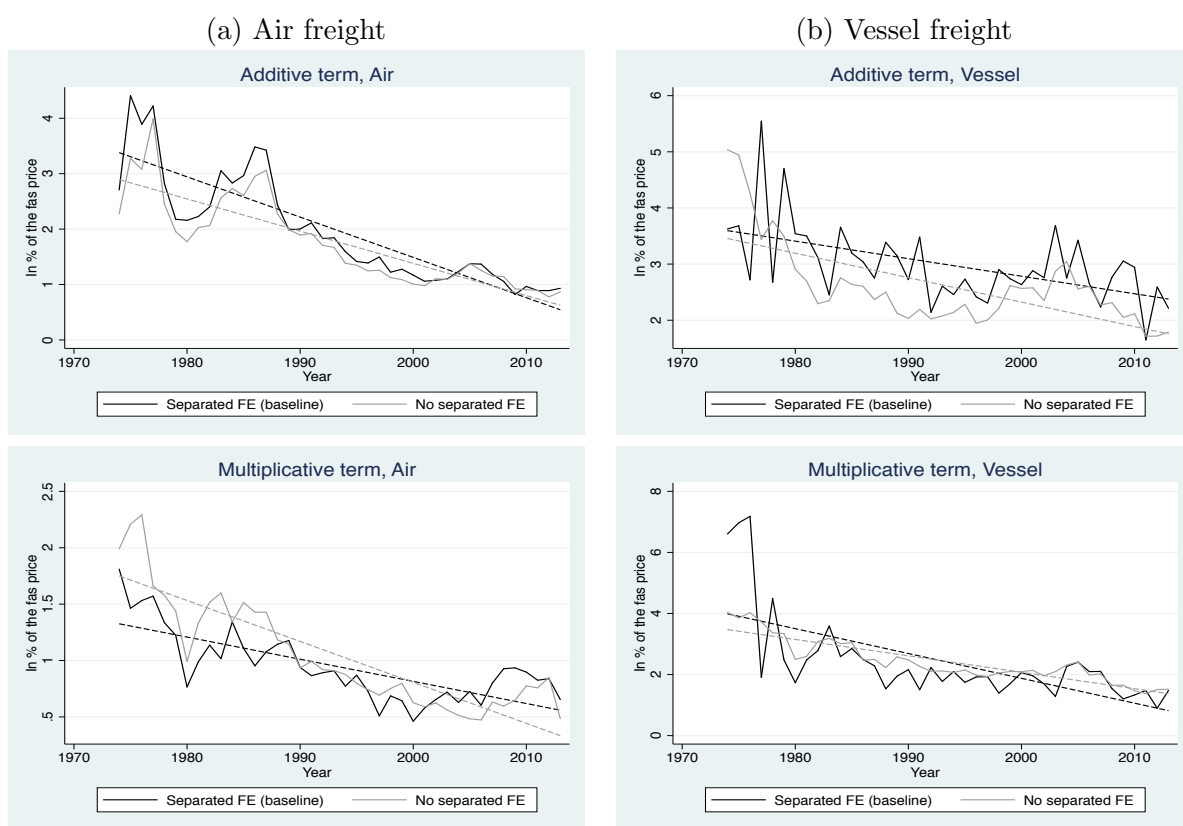 (a) Air freight
Additive term, Air
In % of the fas price
4
3
2
1
0
1970 1980 1990 2000 2010
Year
Separated FE (baseline) No separated FE
Multiplicative term, Air
In % of the fas price
2.5
2
1.5
1
.5
1970 1980 1990 2000 2010
Year
Separated FE (baseline) No separated FE
(b) Vessel freight
Additive term, Vessel
In % of the fas price
6
5
4
3
2
1970 1980 1990 2000 2010
Year
Separated FE (baseline) No separated FE
Multiplicative term, Vessel
In % of the fas price
8
6
4
2
0
1970 1980 1990 2000 2010
Year
Separated FE (baseline) No separated FE